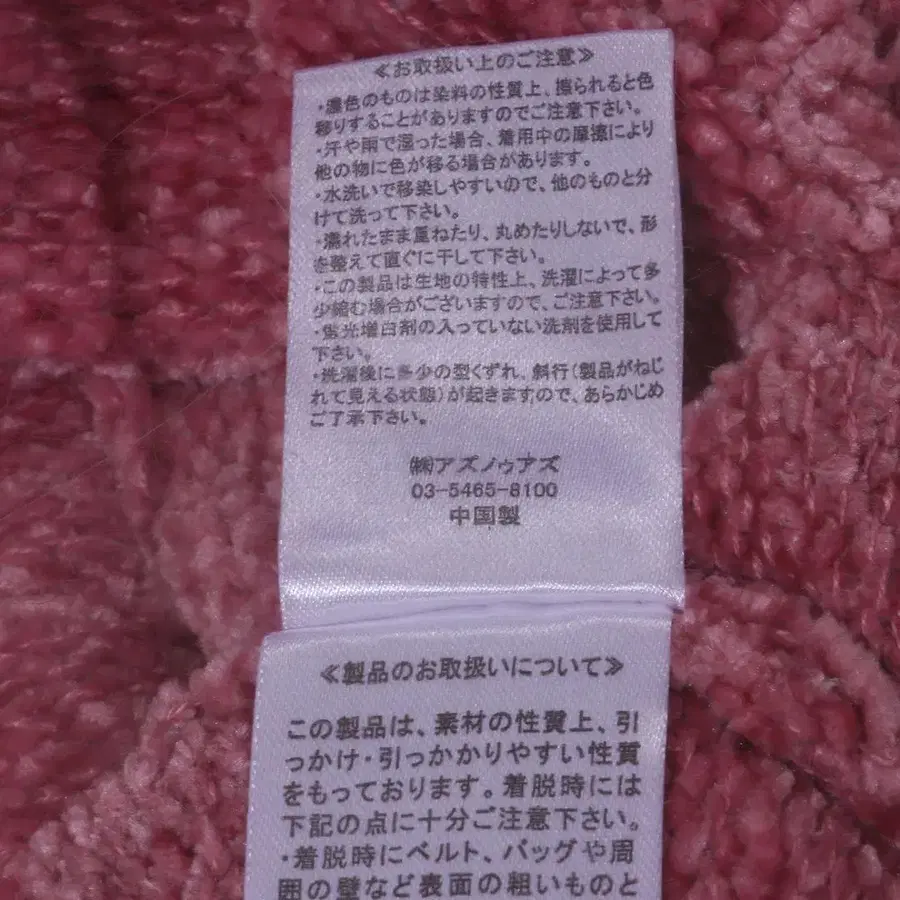 ≪お取扱い上のご注意≫
・濃色のものは染料の性質上、擦られると色
移りすることがありますのでご注意下さい。
・汗や雨で湿った場合、着用中の摩擦により
他の物に色が移る場合があります。
・水洗いで移染しやすいので、他のものと分
けて洗って下さい。
・濡れたまま重ねたり、丸めたりしないで、形
を整えて直ぐに干して下さい。
・この製品は生地の特性上、洗濯によって多
少縮む場合がございますので、ご注意下さい。
・蛍光増白剤の入っていない洗剤を使用して
下さい。
・洗濯後に多少の型くずれ、斜行(製品がねじ
れて見える状態)が起きますので、あらかじめ
ご了承下さい。
㈱アズノゥアズ
03-5465-8100
中国製
≪製品のお取扱いについて≫
この製品は、素材の性質上、引
っかけ・引っかかりやすい性質
をもっております。着脱時には
下記の点に十分ご注意下さい。
・着脱時にベルト、バッグや周
囲の壁など表面の粗いものと